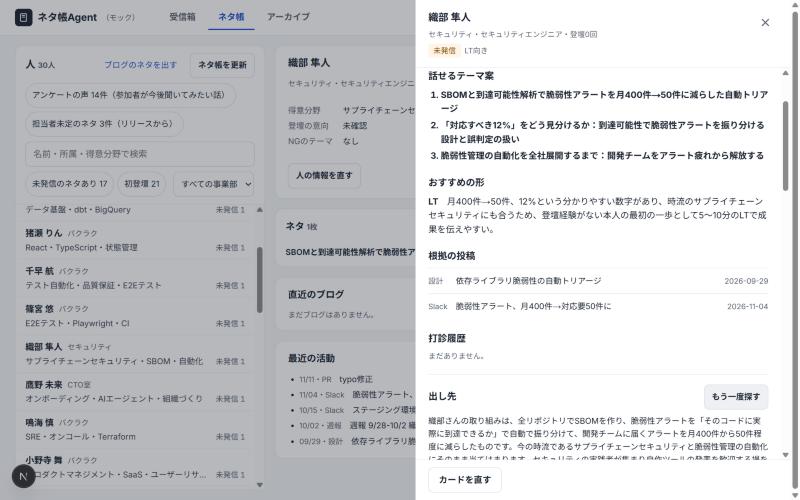 ネタ帳Agent （モック） 受信箱 ネタ帳 アーカイブ
人 30人 ブログのネタを出す ネタ帳を更新
アンケートの声 14件（参加者が今後聞いてみたい話）
担当者未定のネタ 3件（リリースから）
名前・所属・得意分野で検索
未発信のネタあり 17 初登壇 21 すべての事業部
データ基盤・dbt・BigQuery 未発信 1
猪瀬 りん バクラク
React・TypeScript・状態管理 未発信 1
千早 航 バクラク
テスト自動化・品質保証・E2Eテスト 未発信 1
篠宮 悠 バクラク
E2Eテスト・Playwright・CI 未発信 1
織部 隼人 セキュリティ
サプライチェーンセキュリティ・SBOM・自動化 未発信 1
鷹野 未来 CTO室
オンボーディング・AIエージェント・組織づくり 未発信 1
鳴海 慎 バクラク
SRE・オンコール・Terraform 未発信 1
小野寺 舞 バクラク
ロダクトマネジメント・SaaS・ユーザーリサ… 未発信 1
N
織部 隼人
セキュリティ・セキュリティエンジニ
得意分野 サプライチェーンセ
登壇の意向 未確認
NGのテーマ なし
人の情報を直す
ネタ 1枚
SBOMと到達可能性解析で脆弱性ア
直近のブログ
まだブログはありません。
最近の活動
11/11・PR typo修正
11/04・Slack 脆弱性アラート、
10/15・Slack ステージング環境
10/02・週報 週報 9/28-10/2 織
09/29・設計 依存ライブラリ脆
織部 隼人
セキュリティ・セキュリティエンジニア・登壇0回
未発信 LT向き
話せるテーマ案
1. SBOMと到達可能性解析で脆弱性アラートを月400件→50件に減らした自動トリア
ージ
2. 「対応すべき12%」をどう見分けるか：到達可能性で脆弱性アラートを振り分ける
設計と誤判定の扱い
3. 脆弱性管理の自動化を全社展開するまで：開発チームをアラート疲れから解放する
おすすめの形
LT 月400件→50件、12%という分かりやすい数字があり、時流のサプライチェーン
セキュリティにも合うため、登壇経験がない本人の最初の一歩として5〜10分のLTで成
果を伝えやすい。
根拠の投稿
設計 依存ライブラリ脆弱性の自動トリアージ 2026-09-29
Slack 脆弱性アラート、月400件→対応要50件に 2026-11-04
打診履歴
まだありません。
出し先 もう一度探す
織部さんの取り組みは、全リポジトリでSBOMを作り、脆弱性アラートを「そのコードに実
際に到達できるか」で自動で振り分けて、開発チームに届くアラートを月400件から50件程
度に減らしたものです。今の時流であるサプライチェーンセキュリティと脆弱性管理の自動化
カードを直す